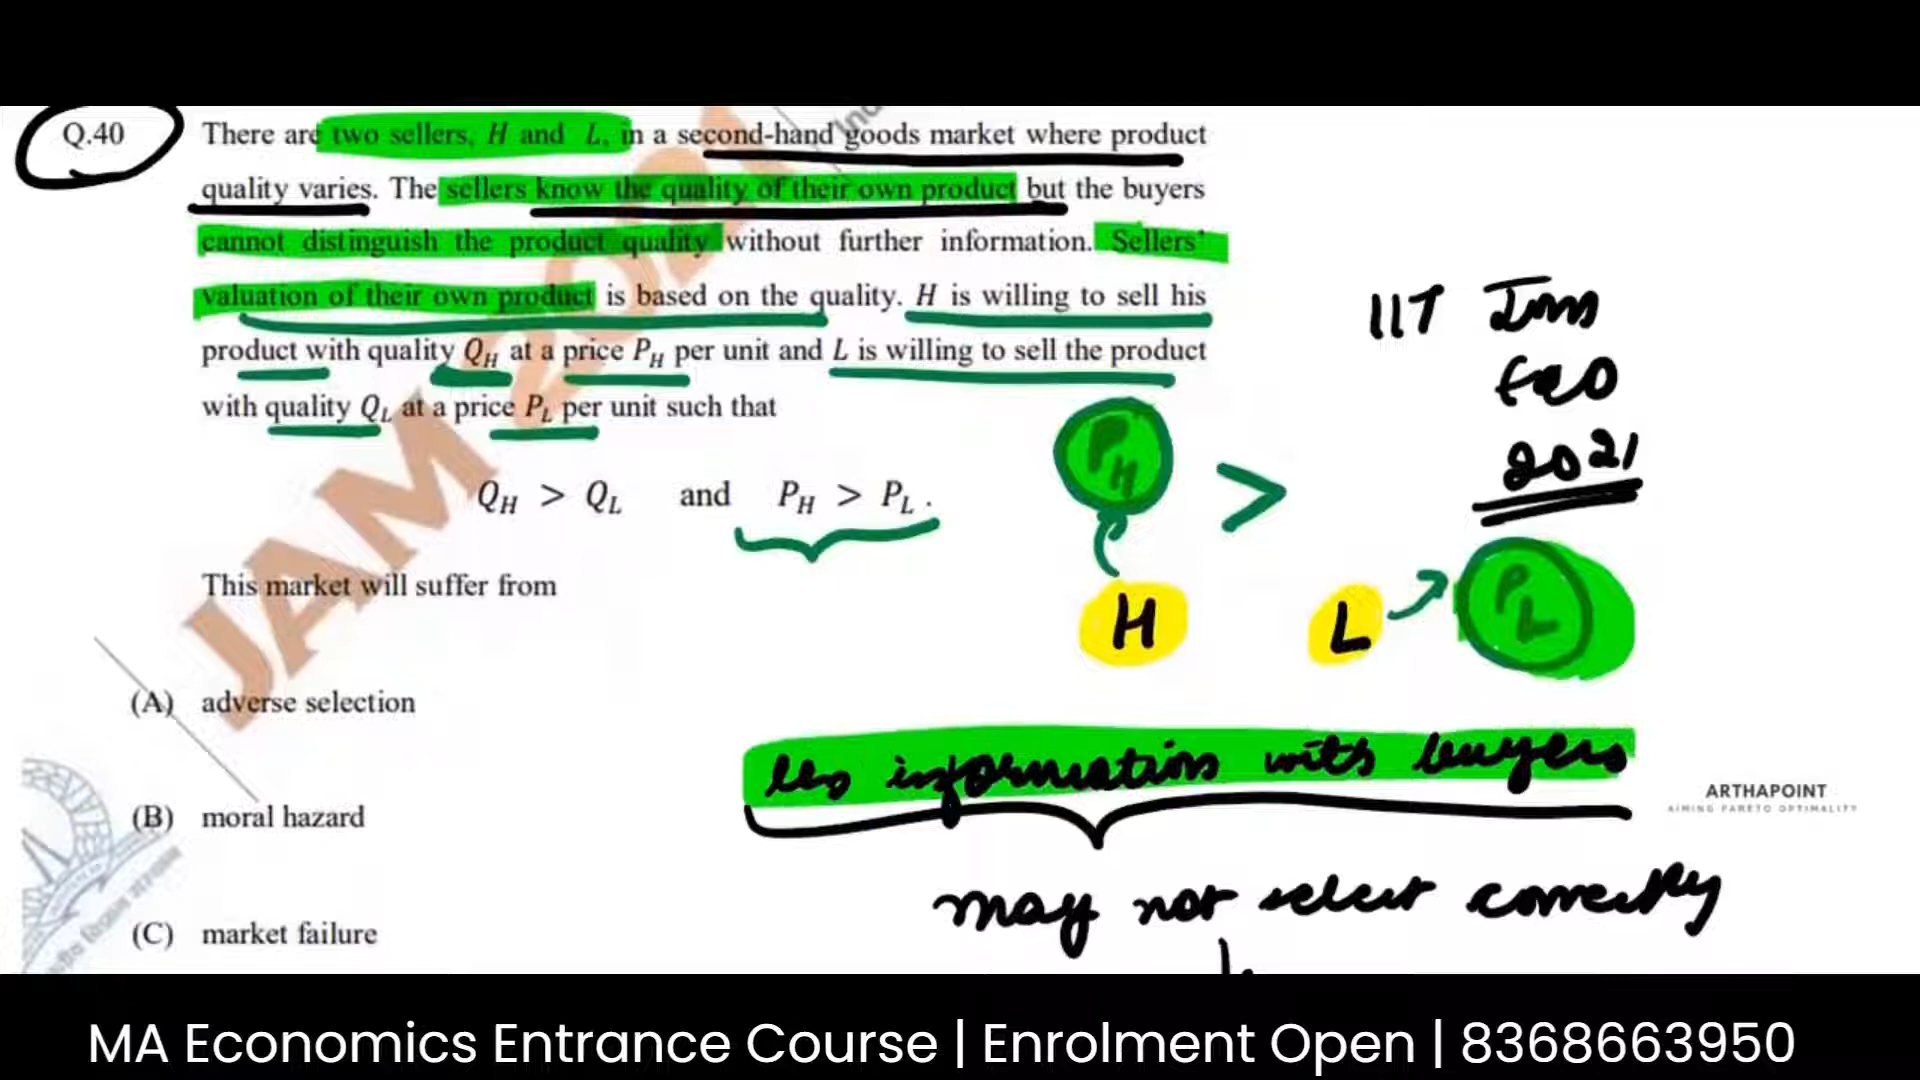 Q.40 There are two sellers, H and L, in a second-hand goods market where product
quality varies. The sellers know the quality of their own product but the buyers
cannot distinguish the product quality without further information. Sellers'
valuation of their own product is based on the quality. H is willing to sell his
product with quality Q_H at a price P_H per unit and L is willing to sell the product
with quality Q_L at a price P_L per unit such that
Q_H > Q_L and P_H > P_L .
This market will suffer from
(A) adverse selection
(B) moral hazard
(C) market failure
JAM 2021
IIT
2021
P_H > P_L
H L
less information with buyers
may not select correctly
ARTHAPOINT
AIMING PARETO OPTIMALITY
MA Economics Entrance Course | Enrolment Open | 8368663950